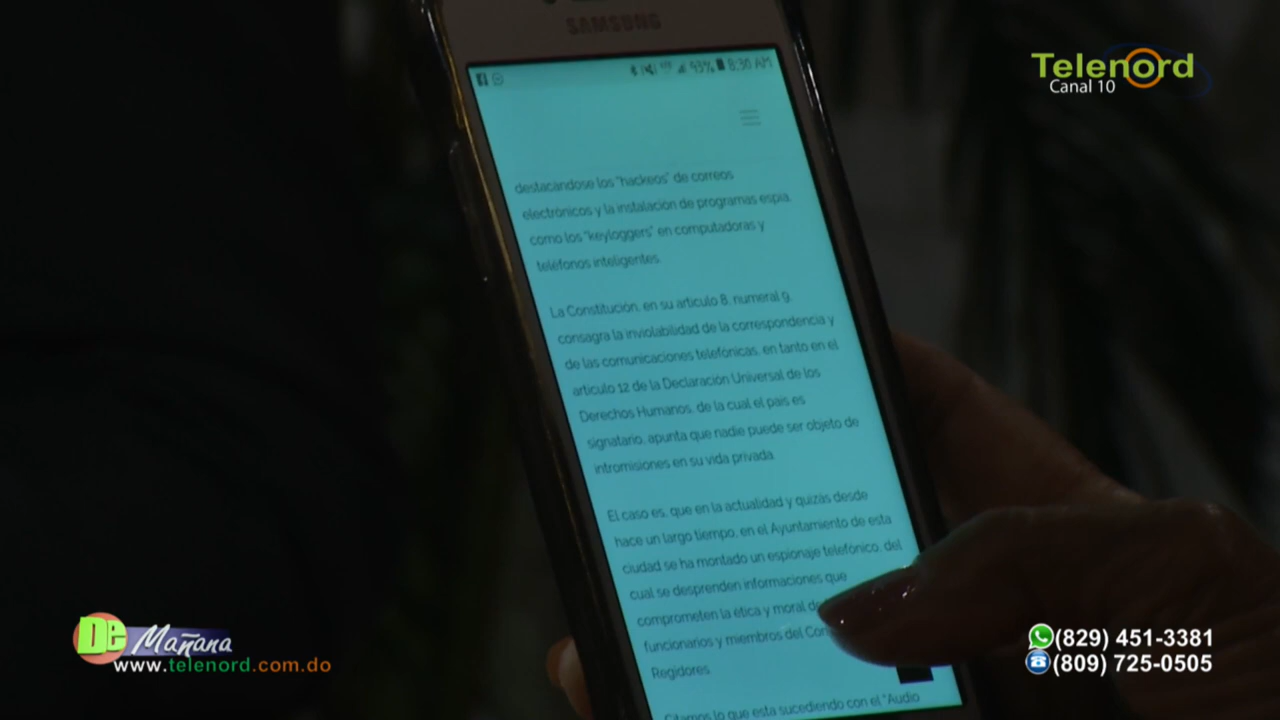 SAMSUNG
93% 8:30 AM
Telenord
Canal 10
destacándose los "hackeos" de correos
electrónicos y la instalación de programas espía,
como los "keyloggers" en computadoras y
teléfonos inteligentes.
La Constitución, en su artículo 8, numeral 9,
consagra la inviolabilidad de la correspondencia y
de las comunicaciones telefónicas, en tanto en el
artículo 12 de la Declaración Universal de los
Derechos Humanos, de la cual el país es
signatario, apunta que nadie puede ser objeto de
intromisiones en su vida privada.
El caso es, que en la actualidad y quizás desde
hace un largo tiempo, en el Ayuntamiento de esta
ciudad se ha montado un espionaje telefónico, del
cual se desprenden informaciones que
comprometen la ética y moral
funcionarios y miembros del
Regidores.
Citamos lo que esta sucediendo con el "Audio
De Mañana
www.telenord.com.do
(829) 451-3381
(809) 725-0505